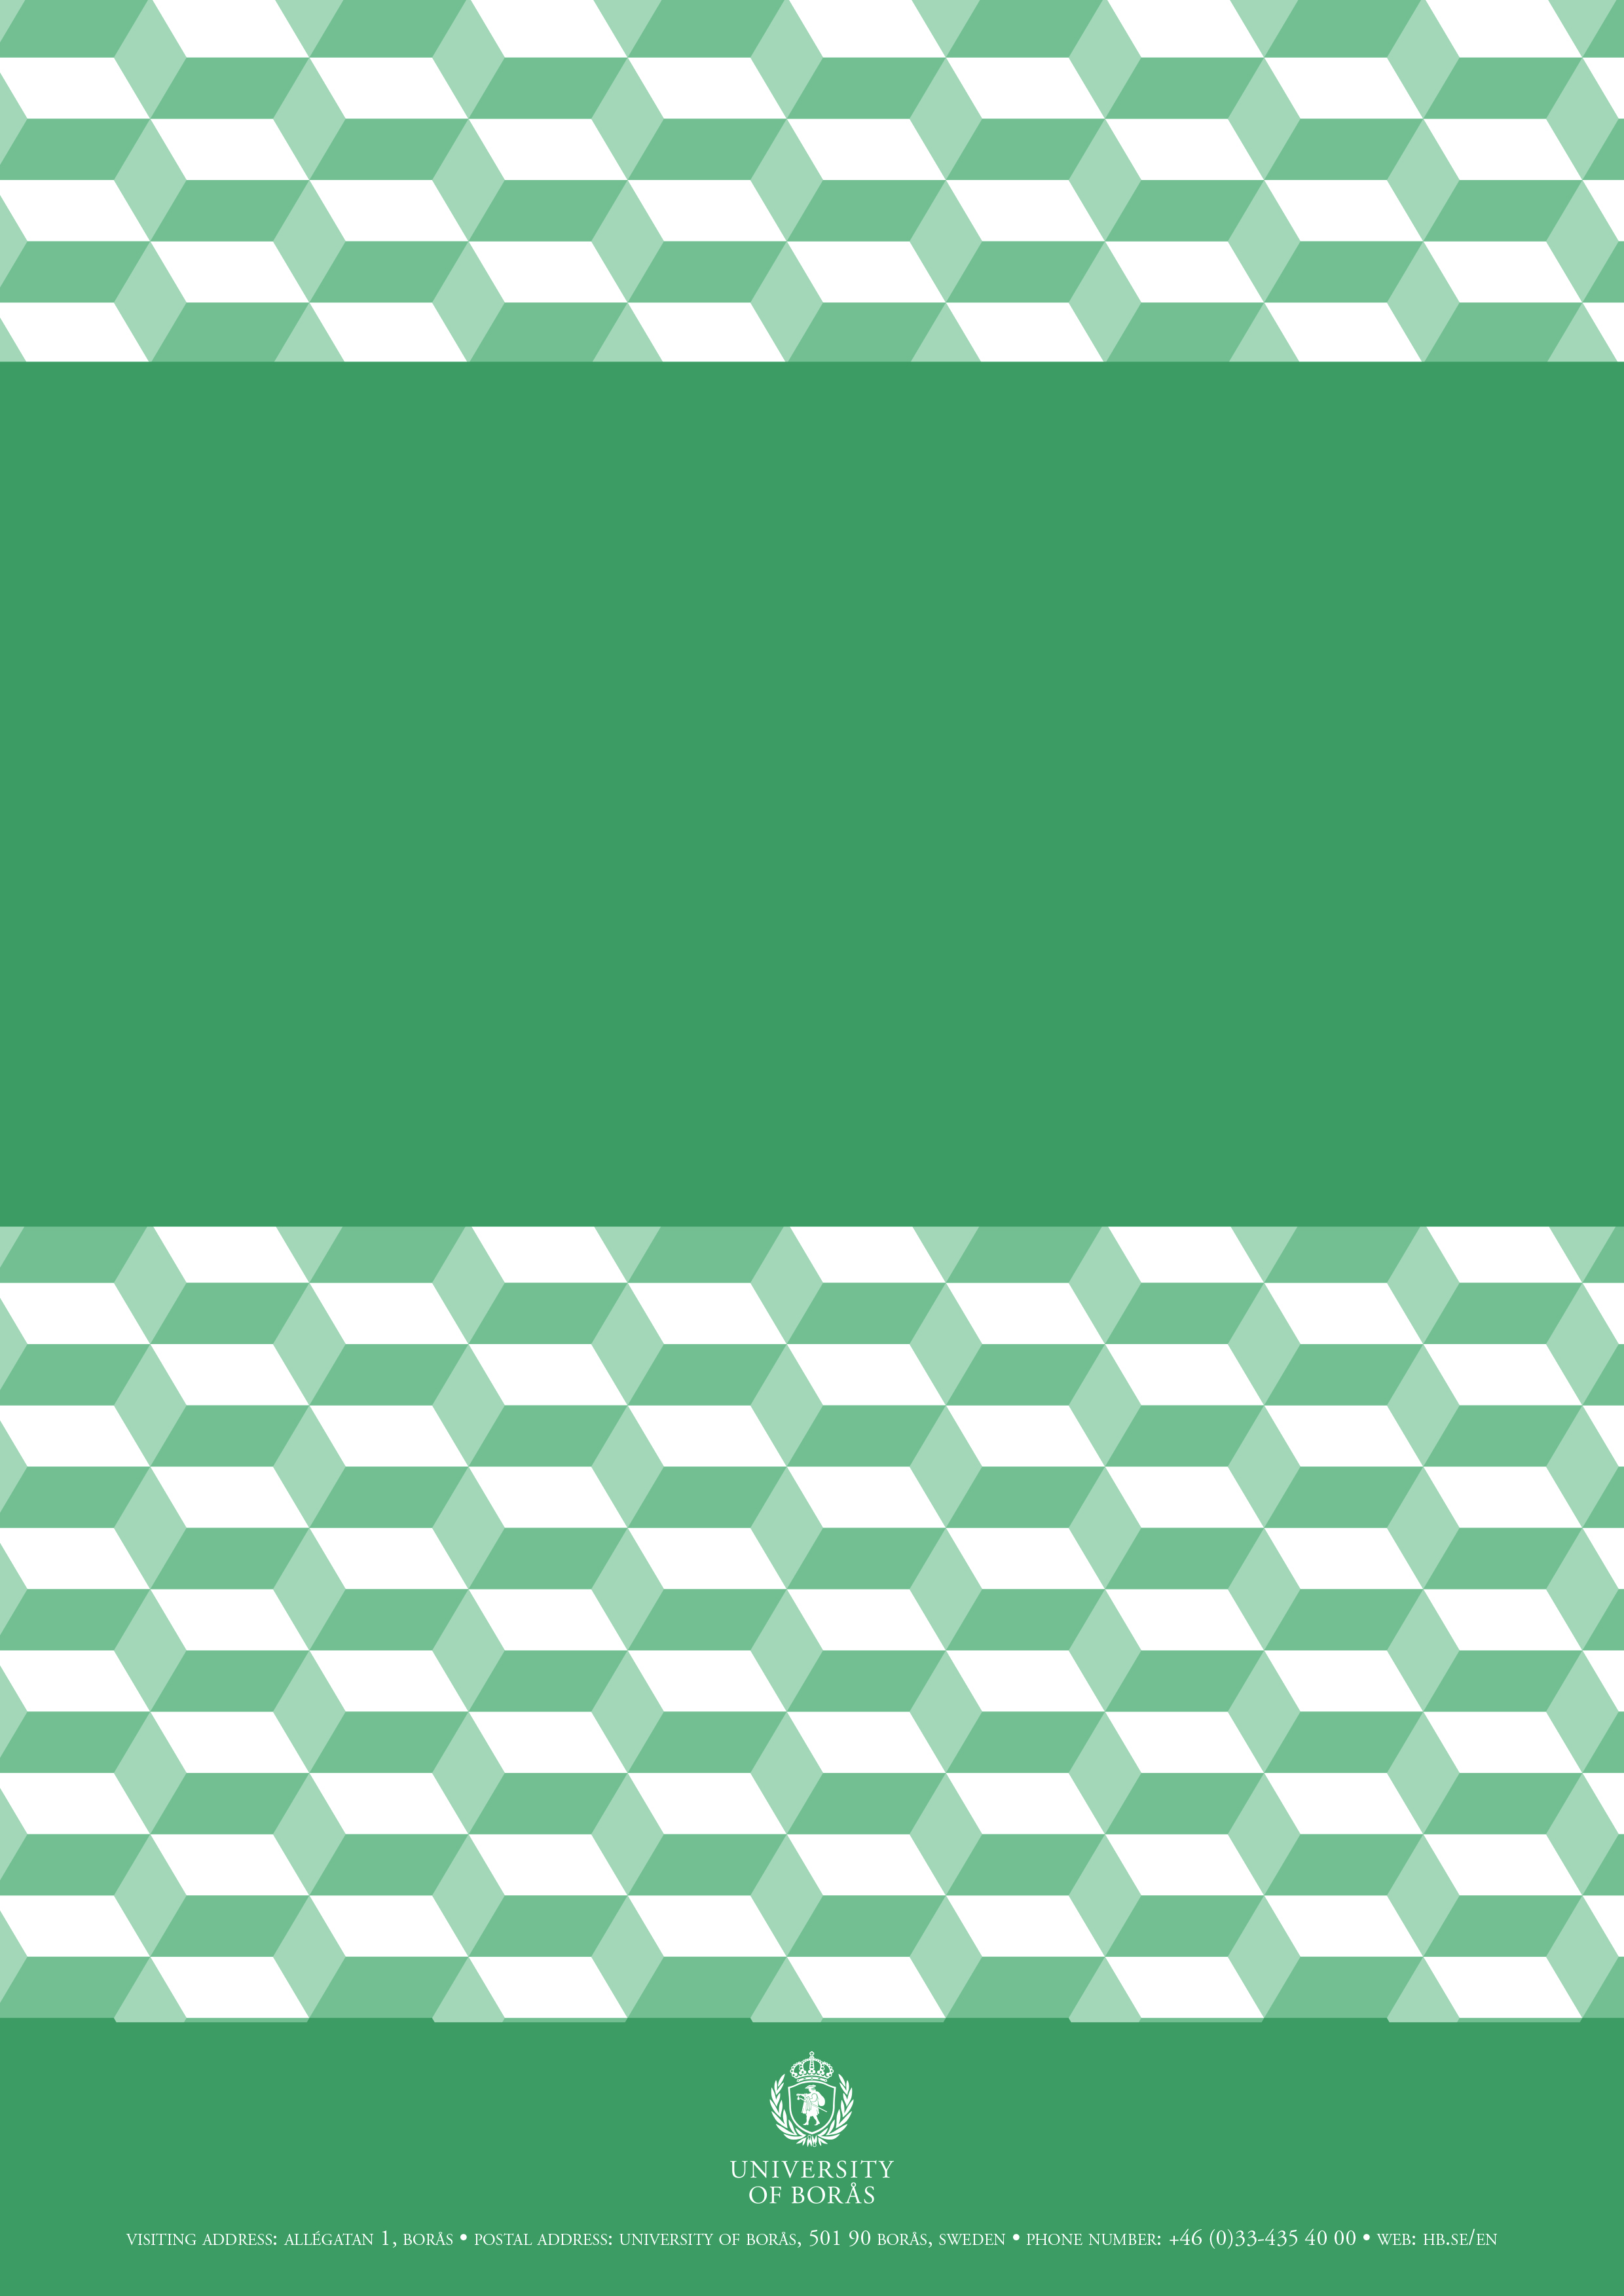 UNIVERSITY
OF BORÅS
VISITING ADDRESS: ALLÉGATAN 1, BORÅS • POSTAL ADDRESS: UNIVERSITY OF BORÅS, 501 90 BORÅS, SWEDEN • PHONE NUMBER: +46 (0)33-435 40 00 • WEB: HB.SE/EN